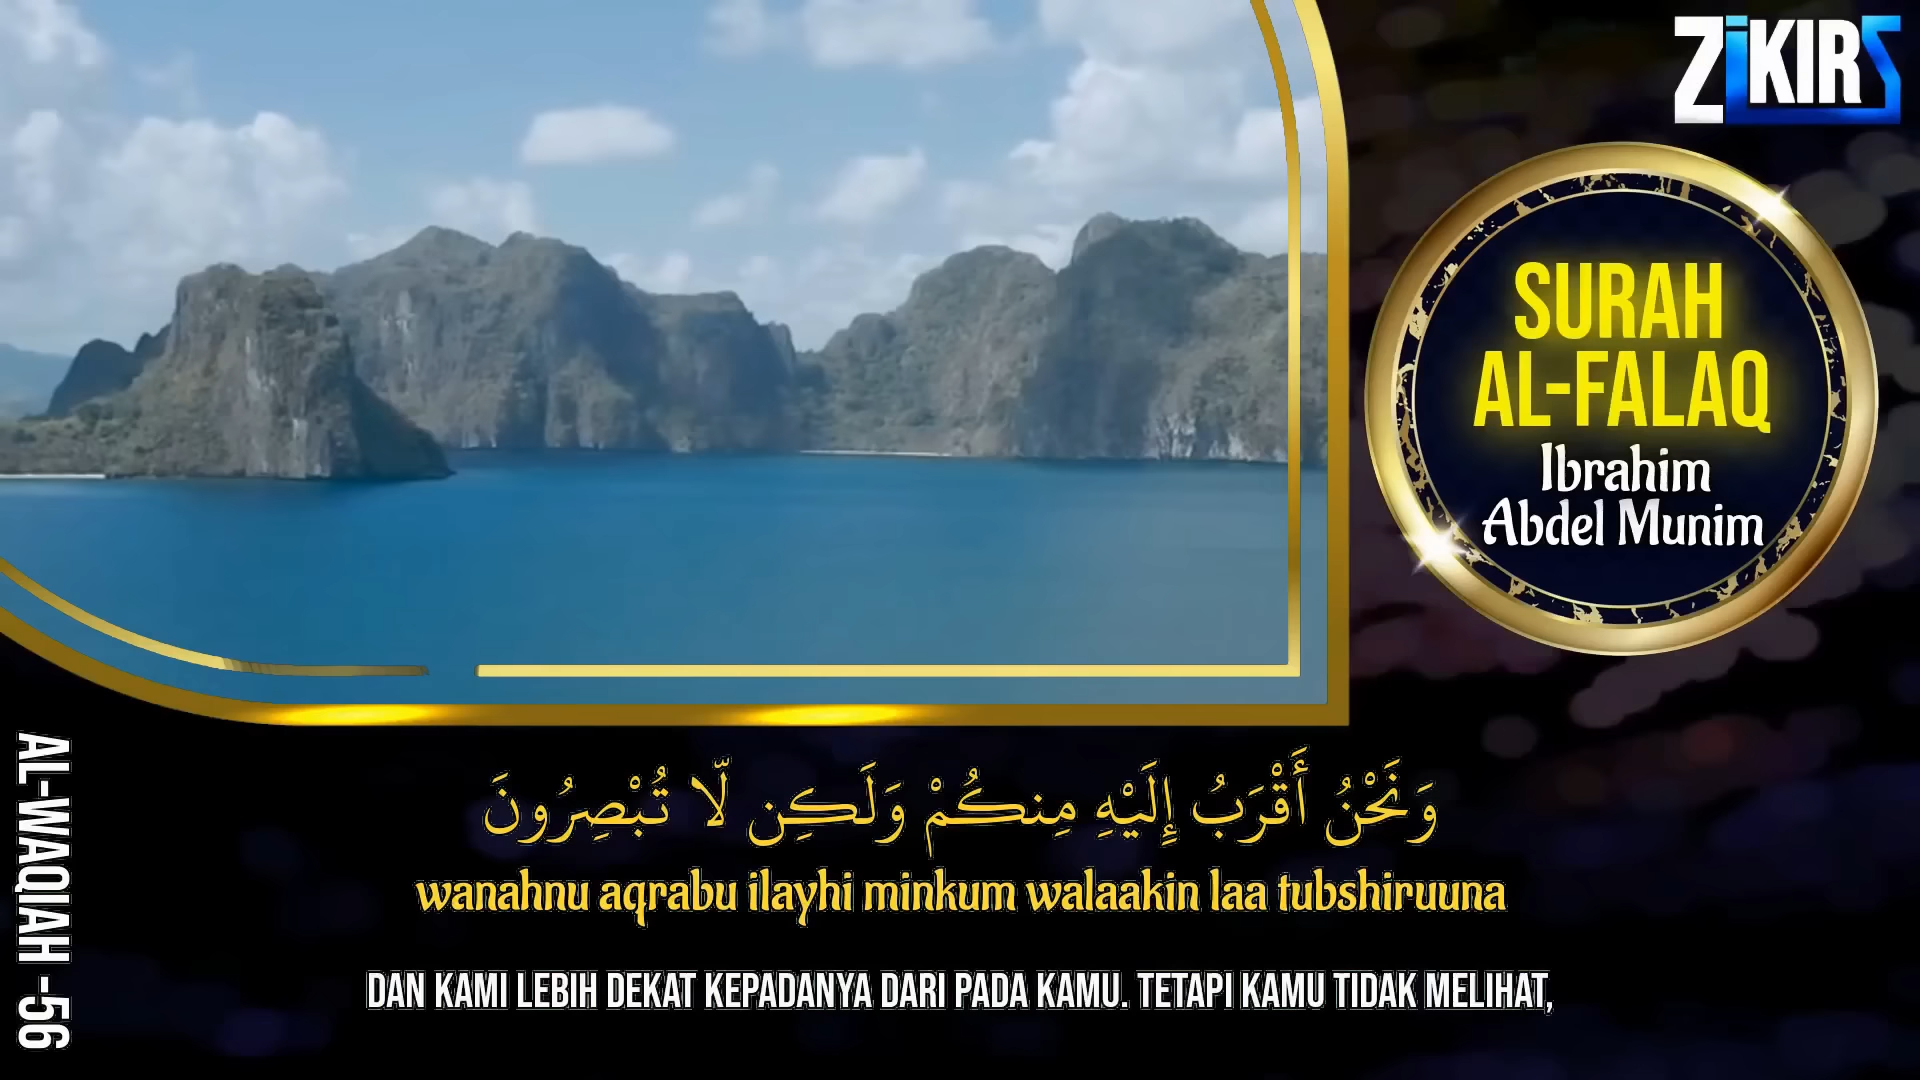 ZiKIRS
SURAH
AL-FALAQ
Ibrahim
Abdel Munim
وَنَحْنُ أَقْرَبُ إِلَيْهِ مِنكُمْ وَلَٰكِن لَّا تُبْصِرُونَ
wanahnu aqrabu ilayhi minkum walaakin laa tubshiruuna
DAN KAMI LEBIH DEKAT KEPADANYA DARI PADA KAMU. TETAPI KAMU TIDAK MELIHAT,
AL-WAQIAH -56